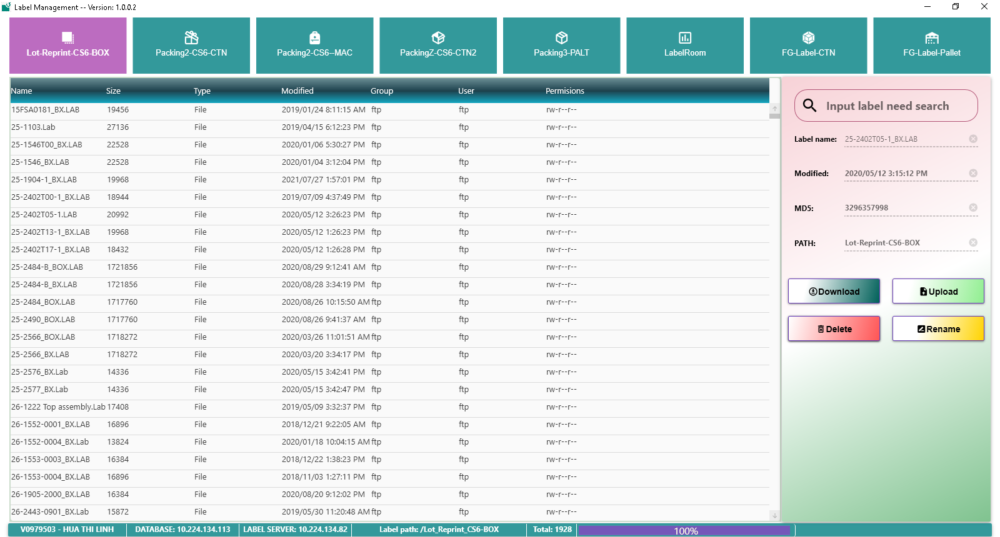 Label Management -- Version: 1.0.0.2
Lot-Reprint-CS6-BOX Packing2-CS6-CTN Packing2-CS6--MAC PackingZ-CS6-CTN2 Packing3-PALT LabelRoom FG-Label-CTN FG-Label-Pallet
Name Size Type Modified Group User Permisions
15FSA0181_BX.LAB 19456 File 2019/01/24 8:11:15 AM ftp ftp rw-r--r--
25-1103.Lab 27136 File 2019/04/15 6:12:23 PM ftp ftp rw-r--r--
25-1546T00_BX.LAB 22528 File 2020/01/06 5:30:27 PM ftp ftp rw-r--r--
25-1546_BX.LAB 22528 File 2020/01/04 3:12:04 PM ftp ftp rw-r--r--
25-1904-1_BX.LAB 19968 File 2021/07/27 1:57:01 PM ftp ftp rw-r--r--
25-2402T00-1_BX.LAB 18944 File 2019/07/09 4:37:49 PM ftp ftp rw-r--r--
25-2402T05-1.LAB 20992 File 2020/05/12 3:26:23 PM ftp ftp rw-r--r--
25-2402T13-1_BX.LAB 19968 File 2020/05/12 1:26:23 PM ftp ftp rw-r--r--
25-2402T17-1_BX.LAB 18432 File 2020/05/12 1:26:28 PM ftp ftp rw-r--r--
25-2484-B_BOX.LAB 1721856 File 2020/08/29 9:12:41 AM ftp ftp rw-r--r--
25-2484-B_BX.LAB 1721856 File 2020/08/28 3:34:19 PM ftp ftp rw-r--r--
25-2484_BOX.LAB 1717760 File 2020/08/26 10:15:50 AM ftp ftp rw-r--r--
25-2490_BOX.LAB 1717760 File 2020/08/26 9:41:37 AM ftp ftp rw-r--r--
25-2566_BOX.LAB 1718272 File 2020/03/26 11:01:51 AM ftp ftp rw-r--r--
25-2566_BX.LAB 1718272 File 2020/03/20 3:34:17 PM ftp ftp rw-r--r--
25-2576_BX.Lab 14336 File 2020/05/15 3:42:41 PM ftp ftp rw-r--r--
25-2577_BX.Lab 14336 File 2020/05/15 3:42:47 PM ftp ftp rw-r--r--
26-1222 Top assembly.Lab 17408 File 2019/05/09 3:32:37 PM ftp ftp rw-r--r--
26-1552-0001_BX.LAB 16896 File 2018/12/21 9:22:05 AM ftp ftp rw-r--r--
26-1552-0004_BX.Lab 13824 File 2020/01/18 10:04:15 AM ftp ftp rw-r--r--
26-1553-0003_BX.LAB 16384 File 2018/12/22 1:38:23 PM ftp ftp rw-r--r--
26-1553-0004_BX.LAB 16896 File 2018/11/03 1:27:11 PM ftp ftp rw-r--r--
26-1905-2000_BX.LAB 16384 File 2020/08/20 9:12:02 PM ftp ftp rw-r--r--
26-2443-0901_BX.Lab 15872 File 2019/05/30 11:20:48 AM ftp ftp rw-r--r--
Input label need search
Label name: 25-2402T05-1_BX.LAB
Modified: 2020/05/12 3:15:12 PM
MD5: 3296357998
PATH: Lot-Reprint-CS6-BOX
Download Upload
Delete Rename
V0979503 - HUA THI LINH DATABASE: 10.224.134.113 LABEL SERVER: 10.224.134.82 Label path: /Lot_Reprint_CS6-BOX Total: 1928 100%